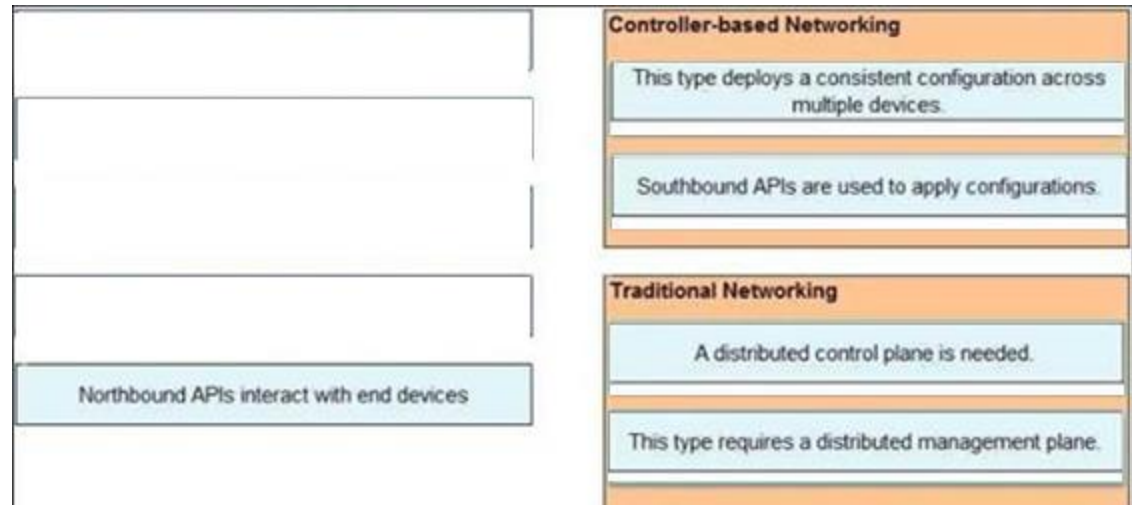 Northbound APIs interact with end devices
Controller-based Networking
This type deploys a consistent configuration across
multiple devices.
Southbound APIs are used to apply configurations.
Traditional Networking
A distributed control plane is needed.
This type requires a distributed management plane.